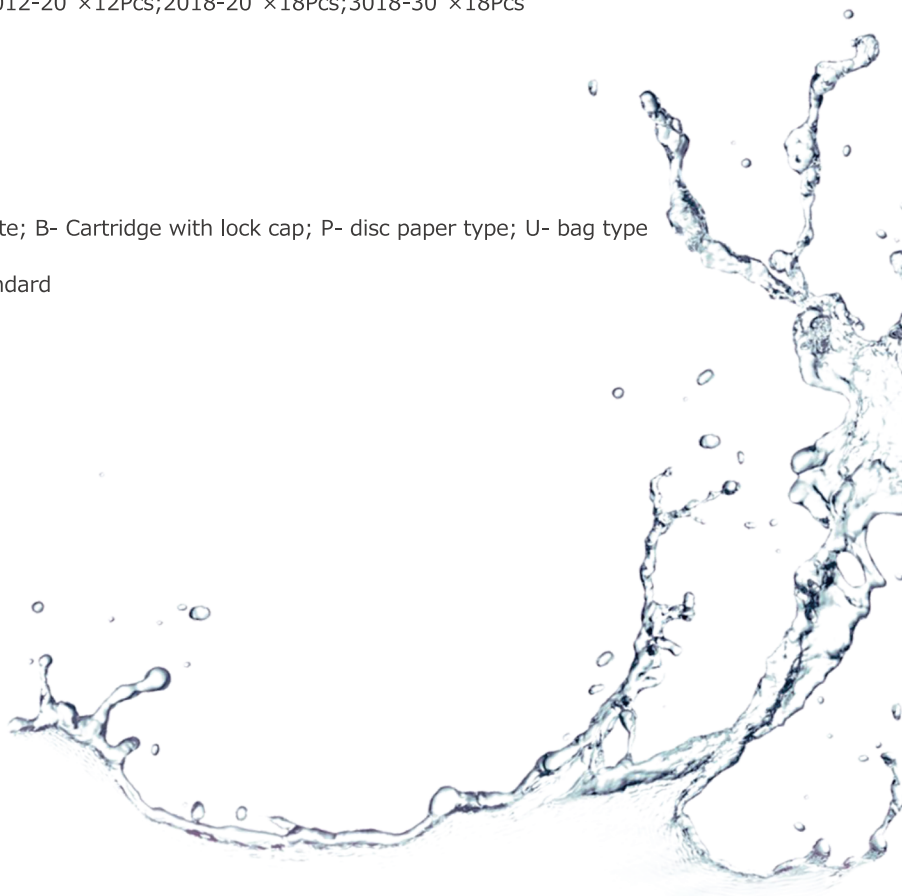 012-20 ×12Pcs;2018-20 ×18Pcs;3018-30 ×18Pcs
te; B- Cartridge with lock cap; P- disc paper type; U- bag type
ndard